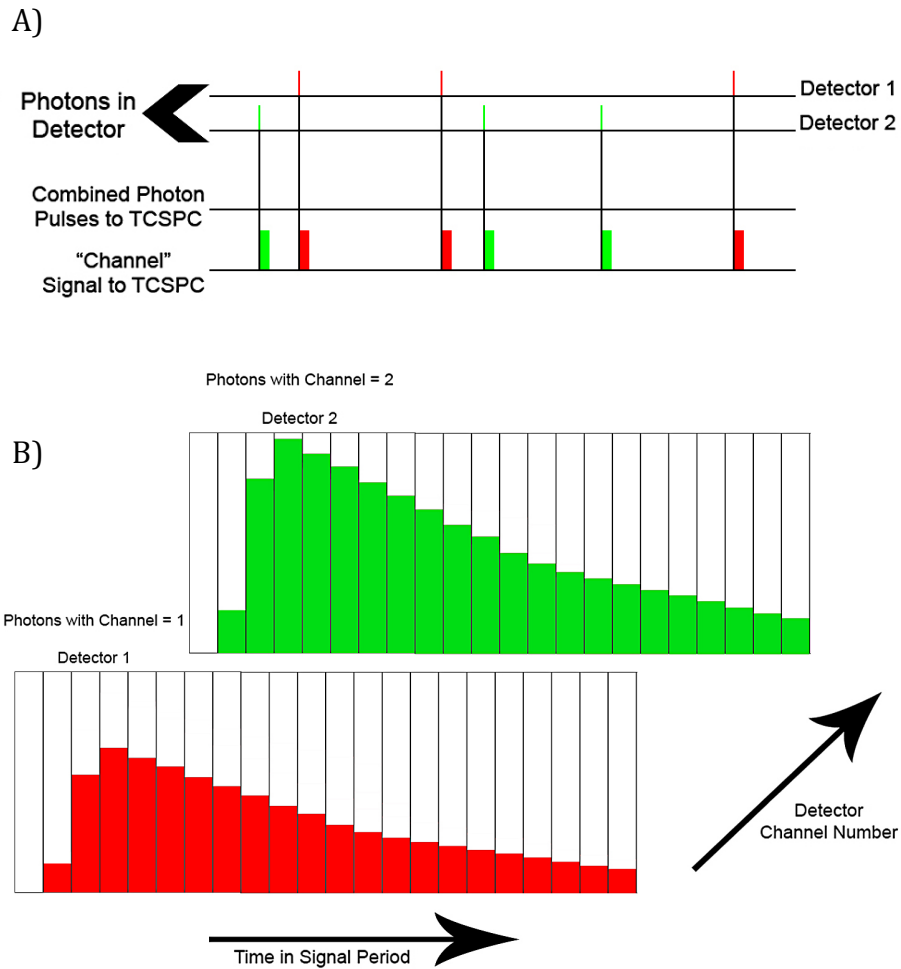 A)
Photons in
Detector
Detector 1
Detector 2
Combined Photon
Pulses to TCSPC
“Channel”
Signal to TCSPC
Photons with Channel = 2
Detector 2
B)
Photons with Channel = 1
Detector 1
Detector
Channel Number
Time in Signal Period